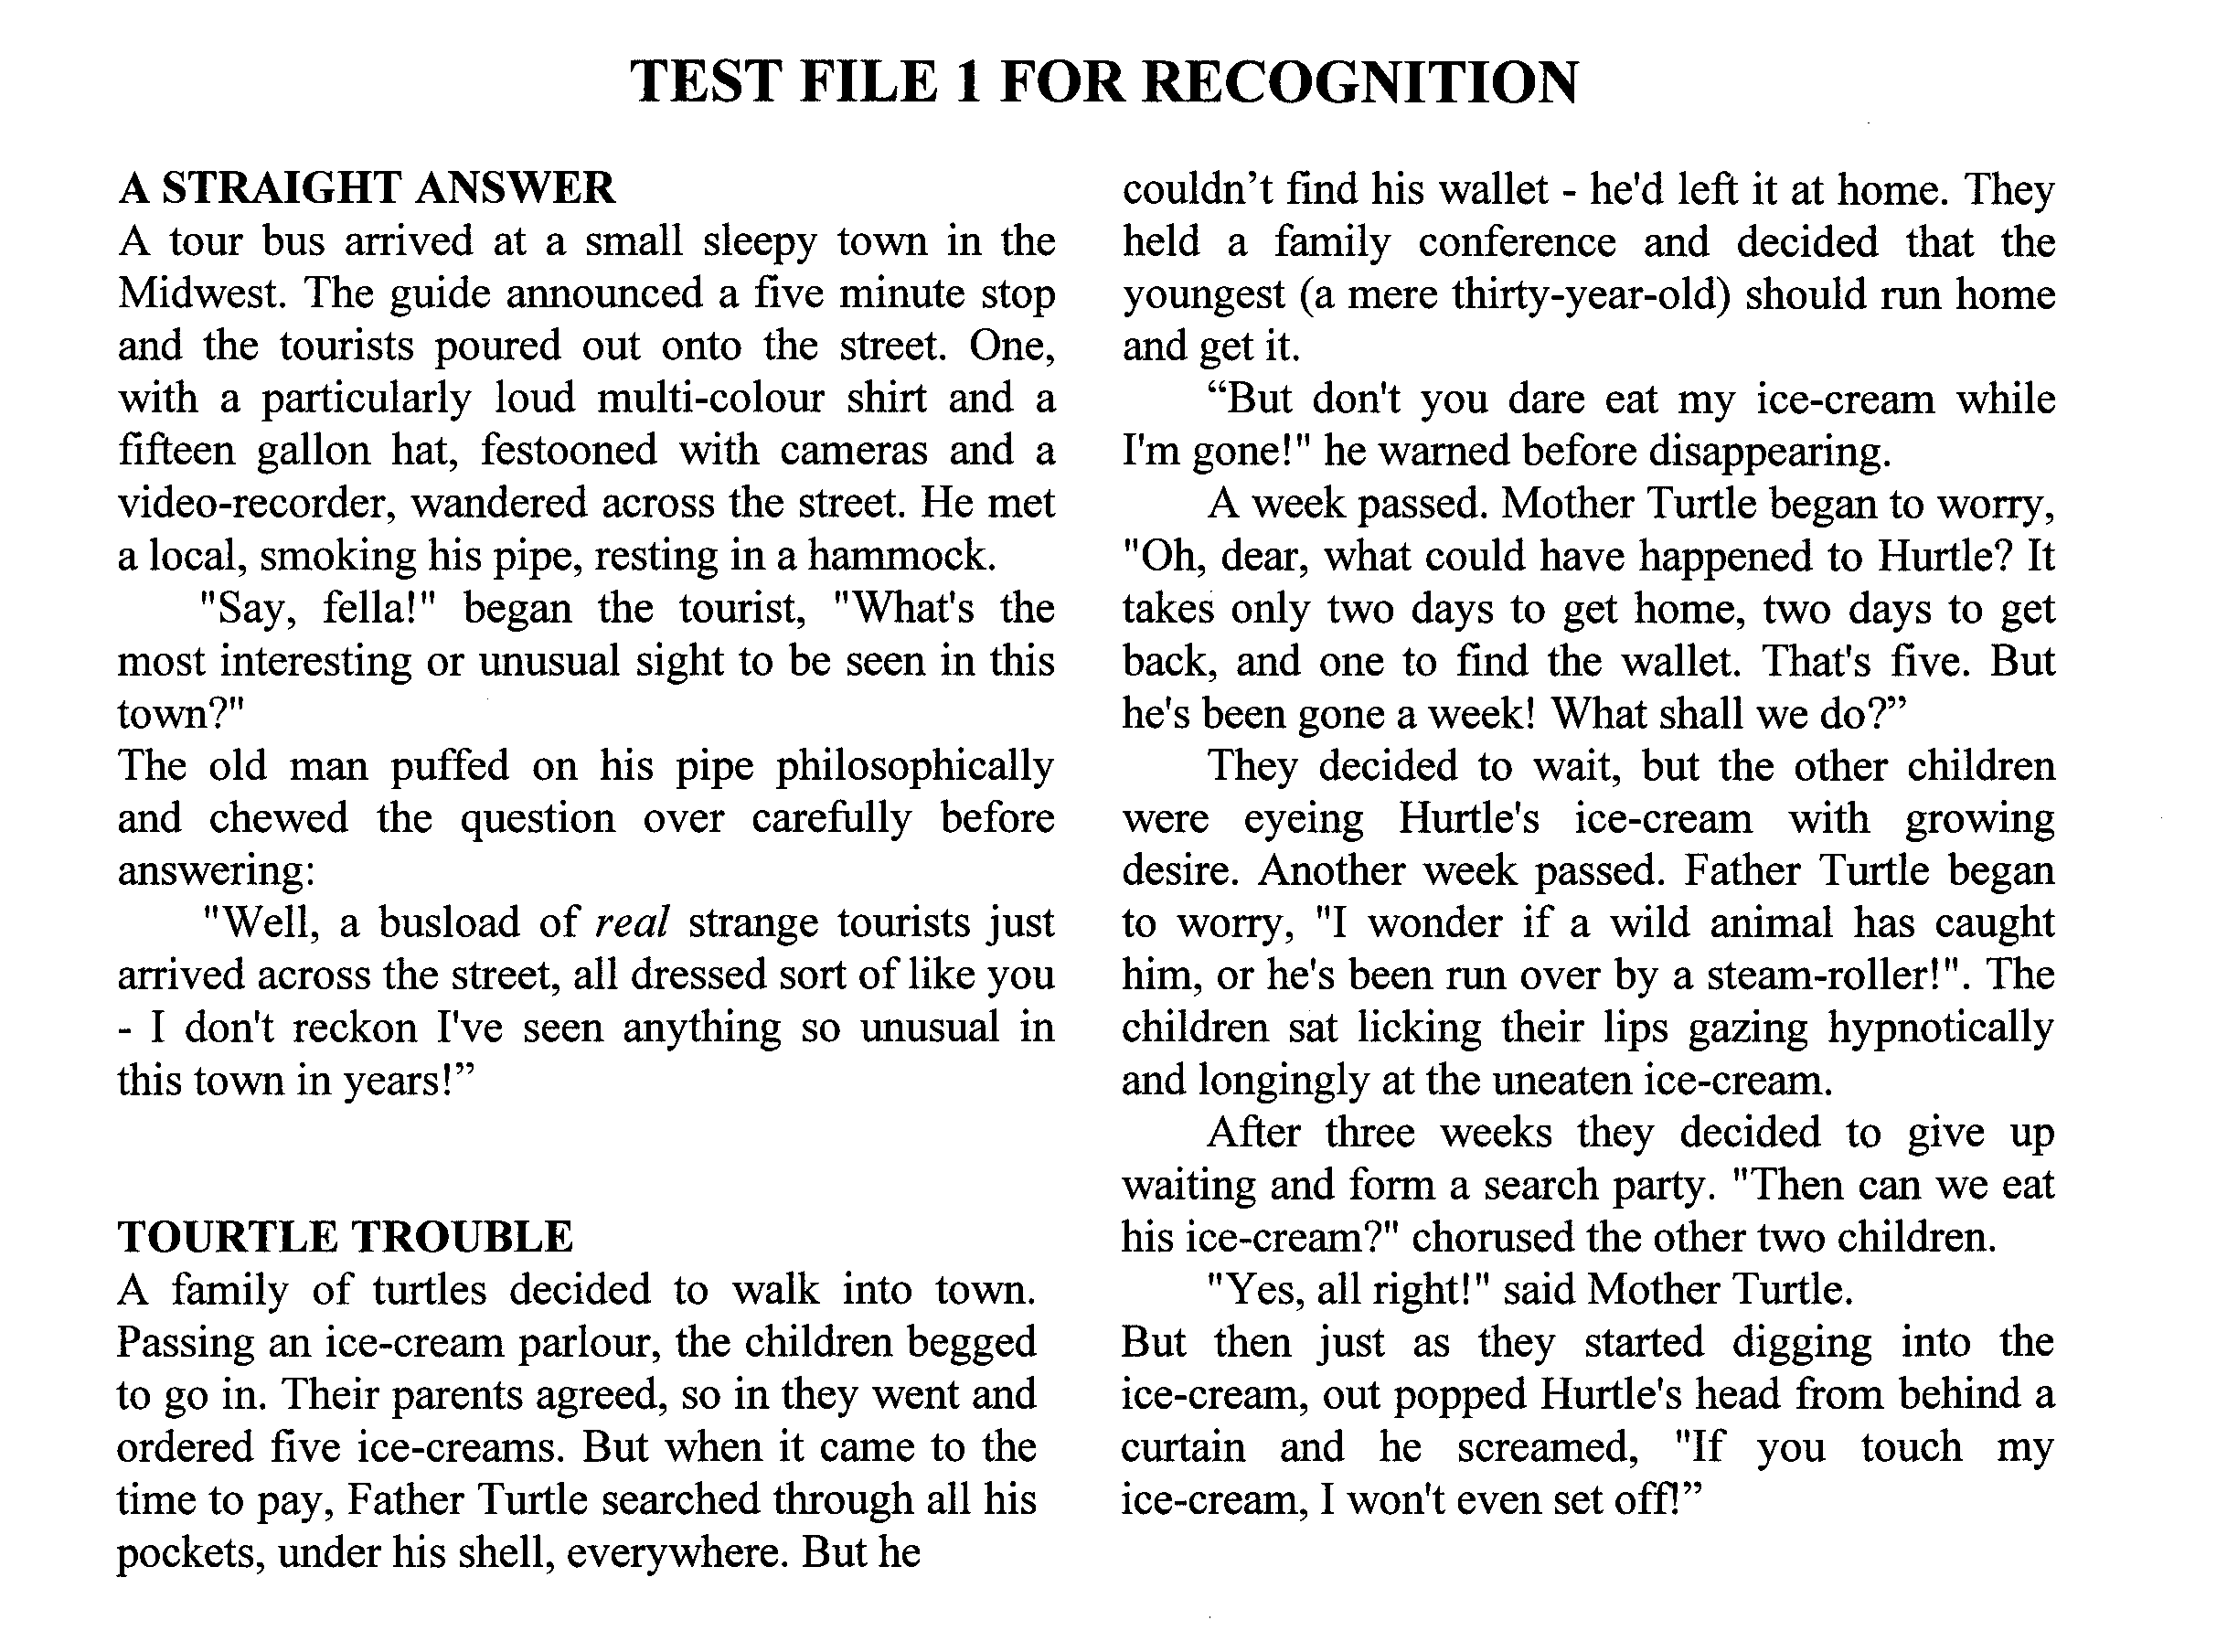 TEST FILE 1 FOR RECOGNITION
A STRAIGHT ANSWER
A tour bus arrived at a small sleepy town in the
Midwest. The guide announced a five minute stop
and the tourists poured out onto the street. One,
with a particularly loud multi-colour shirt and a
fifteen gallon hat, festooned with cameras and a
video-recorder, wandered across the street. He met
a local, smoking his pipe, resting in a hammock.
"Say, fella!" began the tourist, "What's the
most interesting or unusual sight to be seen in this
town?"
The old man puffed on his pipe philosophically
and chewed the question over carefully before
answering:
"Well, a busload of real strange tourists just
arrived across the street, all dressed sort of like you
- I don't reckon I've seen anything so unusual in
this town in years!”
TOURTLE TROUBLE
A family of turtles decided to walk into town.
Passing an ice-cream parlour, the children begged
to go in. Their parents agreed, so in they went and
ordered five ice-creams. But when it came to the
time to pay, Father Turtle searched through all his
pockets, under his shell, everywhere. But he
couldn’t find his wallet - he'd left it at home. They
held a family conference and decided that the
youngest (a mere thirty-year-old) should run home
and get it.
“But don't you dare eat my ice-cream while
I'm gone!" he warned before disappearing.
A week passed. Mother Turtle began to worry,
"Oh, dear, what could have happened to Hurtle? It
takes only two days to get home, two days to get
back, and one to find the wallet. That's five. But
he's been gone a week! What shall we do?”
They decided to wait, but the other children
were eyeing Hurtle's ice-cream with growing
desire. Another week passed. Father Turtle began
to worry, "I wonder if a wild animal has caught
him, or he's been run over by a steam-roller!". The
children sat licking their lips gazing hypnotically
and longingly at the uneaten ice-cream.
After three weeks they decided to give up
waiting and form a search party. "Then can we eat
his ice-cream?" chorused the other two children.
"Yes, all right!" said Mother Turtle.
But then just as they started digging into the
ice-cream, out popped Hurtle's head from behind a
curtain and he screamed, "If you touch my
ice-cream, I won't even set off!”